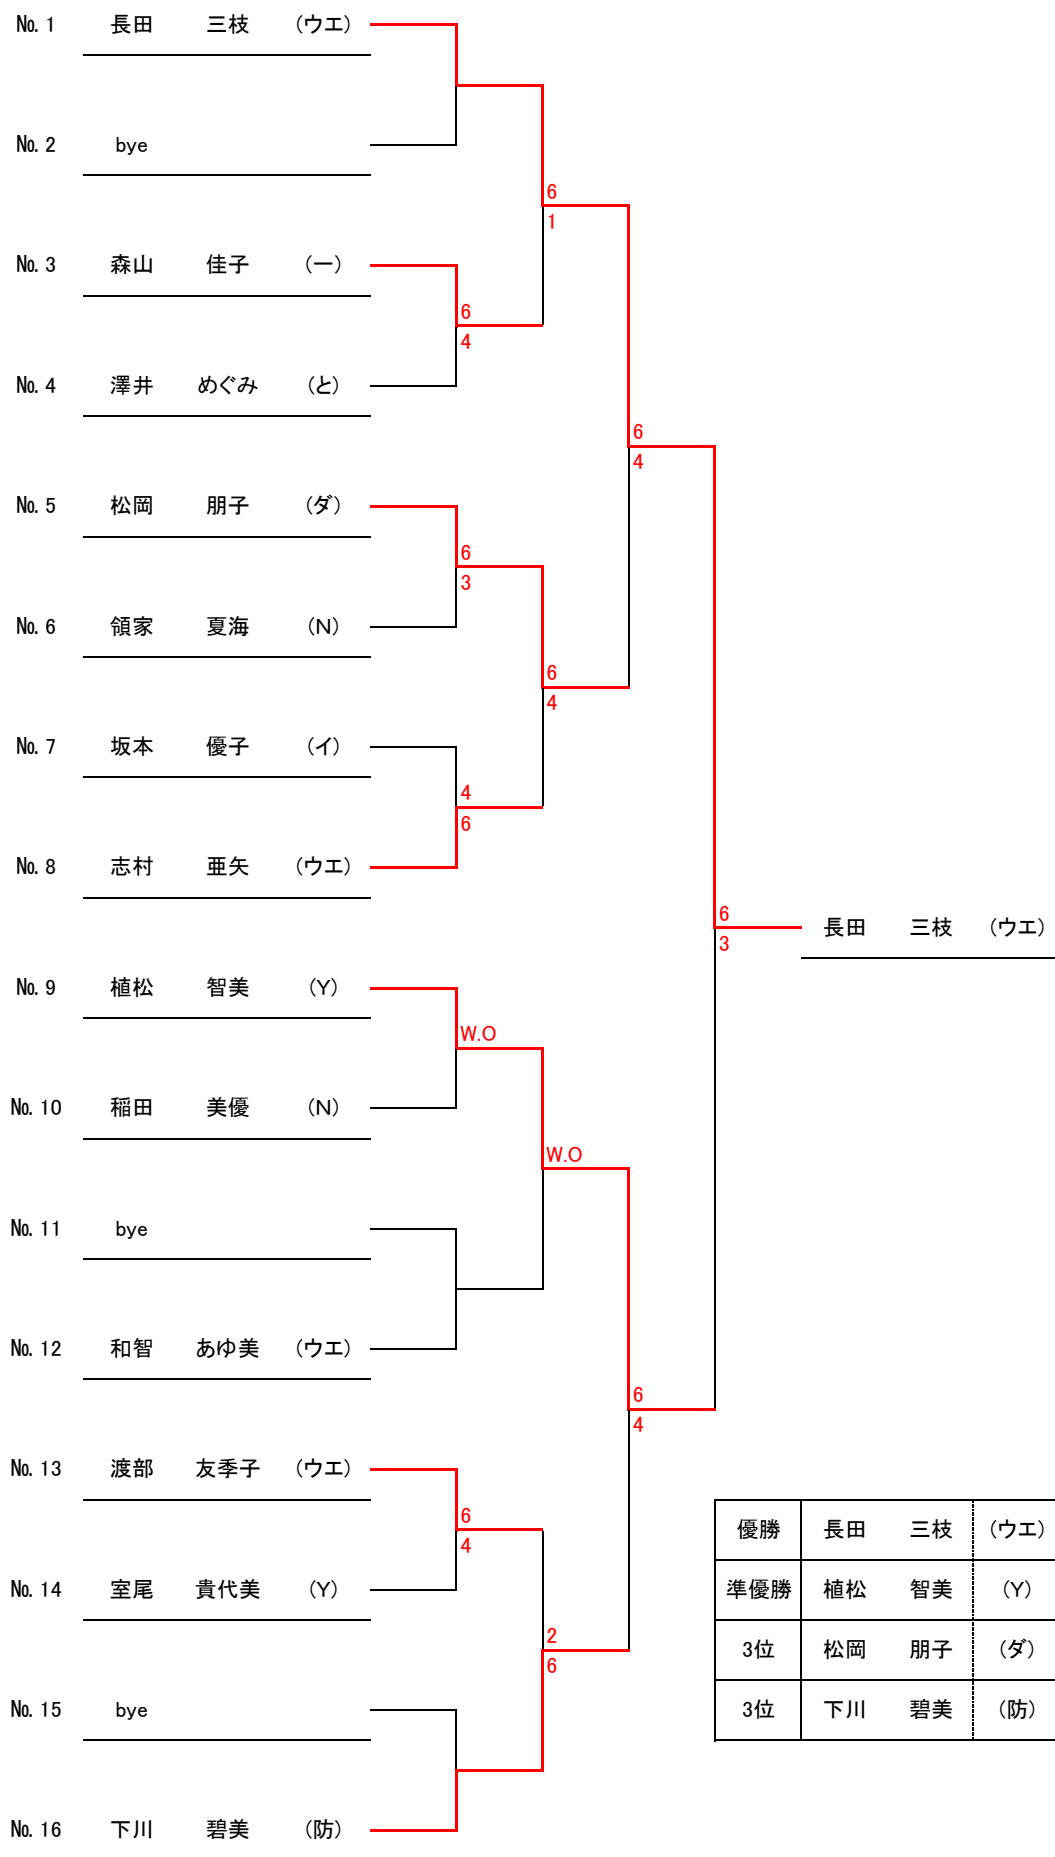 № 1 長田 三枝 (ウエ)
№ 2 bye
6
1
№ 3 森山 佳子 (一)
6
4
№ 4 澤井 めぐみ (と)
6
4
№ 5 松岡 朋子 (ダ)
6
3
№ 6 領家 夏海 (N)
6
4
№ 7 坂本 優子 (イ)
4
6
№ 8 志村 亜矢 (ウエ)
6
3
長田 三枝 (ウエ)
№ 9 植松 智美 (Y)
W.O
№ 10 稲田 美優 (N)
W.O
№ 11 bye
№ 12 和智 あゆ美 (ウエ)
6
4
№ 13 渡部 友季子 (ウエ)
6
4
№ 14 室尾 貴代美 (Y)
2
6
№ 15 bye
№ 16 下川 碧美 (防)
優勝 長田 三枝 (ウエ)
準優勝 植松 智美 (Y)
3位 松岡 朋子 (ダ)
3位 下川 碧美 (防)